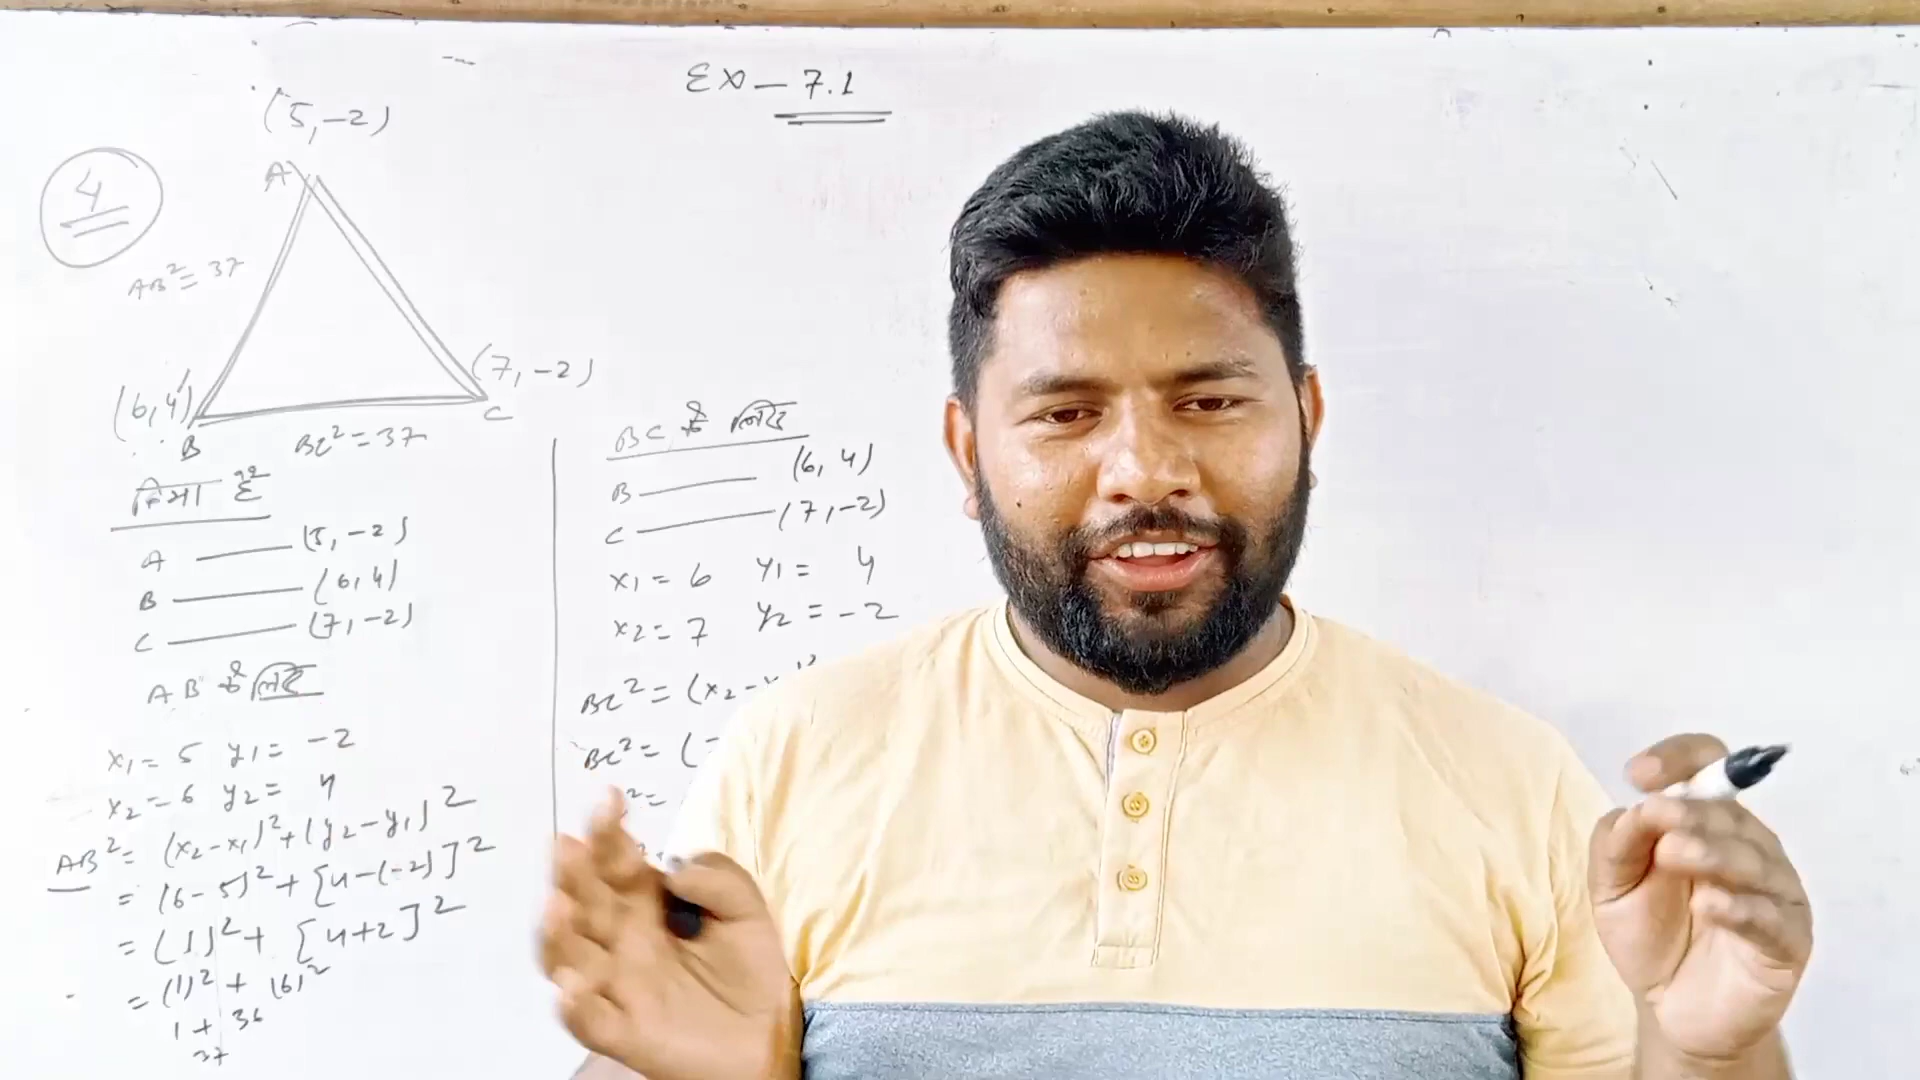 EX — 7.1
4
(5, -2)
A
AB² = 37
(6, 4)
B
(7, -2)
C
BC² = 37
दिया है
A — (5, -2)
B — (6, 4)
C — (7, -2)
AB के लिए
x₁ = 5 y₁ = -2
x₂ = 6 y₂ = 4
AB² = (x₂-x₁)² + (y₂-y₁)²
= (6-5)² + [4-(-2)]²
= (1)² + [4+2]²
= (1)² + (6)²
1 + 36
37
BC के लिए
B — (6, 4)
C — (7, -2)
x₁ = 6 y₁ = 4
x₂ = 7 y₂ = -2
BC² = (x₂-
BC² = (